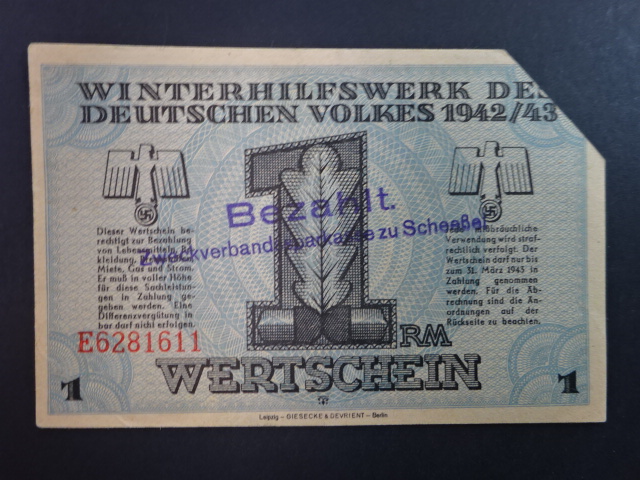 WINTERHILFSWERK DES
DEUTSCHEN VOLKES 1942/43
Dieser Wertschein be-
rechtigt zur Bezahlung
von Lebensmitteln, Be-
kleidung,
Miete, Gas und Strom.
Er muß in voller Höhe
für diese Sachleistun-
gen in Zahlung ge-
geben werden. Eine
Differenzvergütung in
bar darf nicht erfolgen.
E6281611
1
Bezahlt.
Zweckverbandssparkasse zu Scheeßel
mißbräuchliche
Verwendung wird straf-
rechtlich verfolgt. Der
Wertschein darf nur bis
zum 31. März 1943 in
Zahlung genommen
werden. Für die Ab-
rechnung sind die An-
ordnungen auf der
Rückseite zu beachten.
RM
WERTSCHEIN
1
1
Leipzig – GIESECKE & DEVRIENT – Berlin